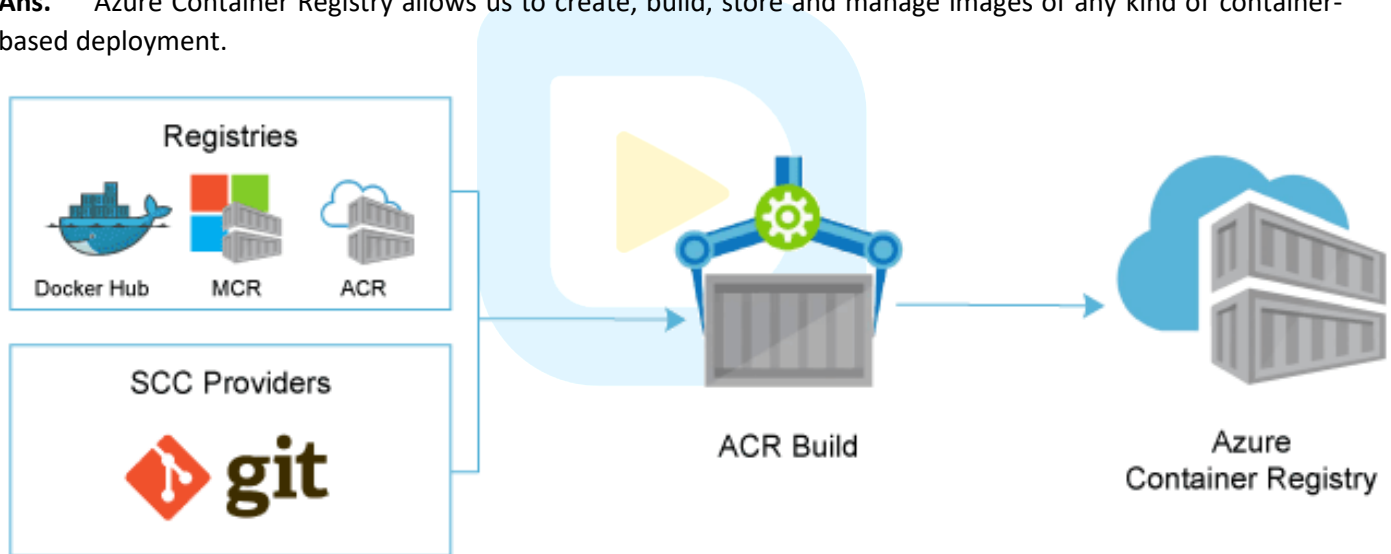 Ans. Azure Container Registry allows us to create, build, store and manage images of any kind of container-
based deployment.
Registries
Docker Hub
MCR
ACR
SCC Providers
git
ACR Build
Azure
Container Registry